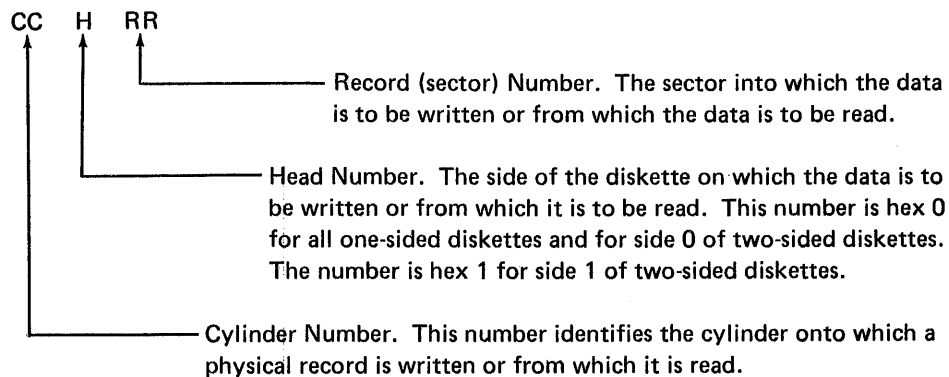 CC H RR
Record (sector) Number. The sector into which the data
is to be written or from which the data is to be read.
Head Number. The side of the diskette on which the data is to
be written or from which it is to be read. This number is hex 0
for all one-sided diskettes and for side 0 of two-sided diskettes.
The number is hex 1 for side 1 of two-sided diskettes.
Cylinder Number. This number identifies the cylinder onto which a
physical record is written or from which it is read.